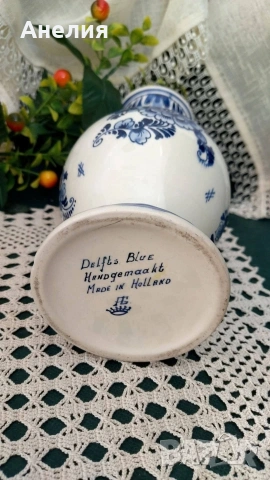 Анелия
Delfts Blue
Handgemaakt
Made in Holland